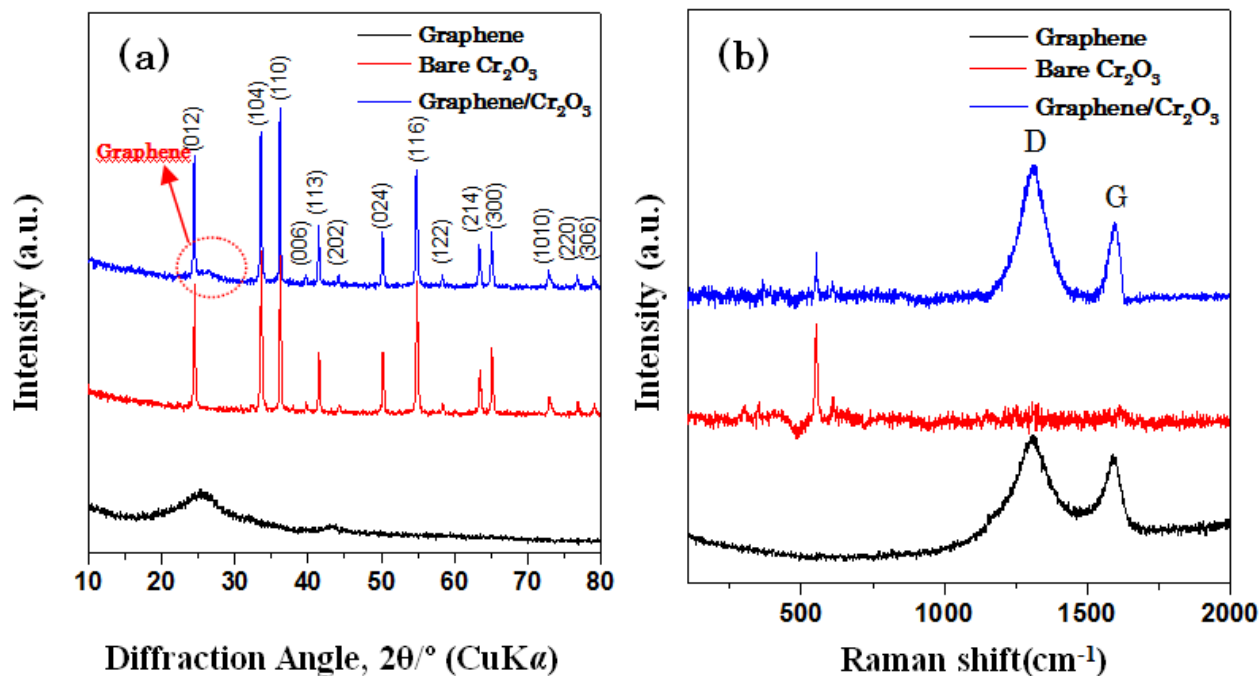 (a)
Graphene
Bare Cr₂O₃
Graphene/Cr₂O₃
Graphene
(012)
(104)
(110)
(006)
(113)
(202)
(024)
(116)
(122)
(214)
(300)
(1010)
(220)
(306)
Intensity (a.u.)
10 20 30 40 50 60 70 80
Diffraction Angle, 2θ/° (CuKα)
(b)
Graphene
Bare Cr₂O₃
Graphene/Cr₂O₃
D
G
Intensity (a.u.)
500 1000 1500 2000
Raman shift(cm⁻¹)